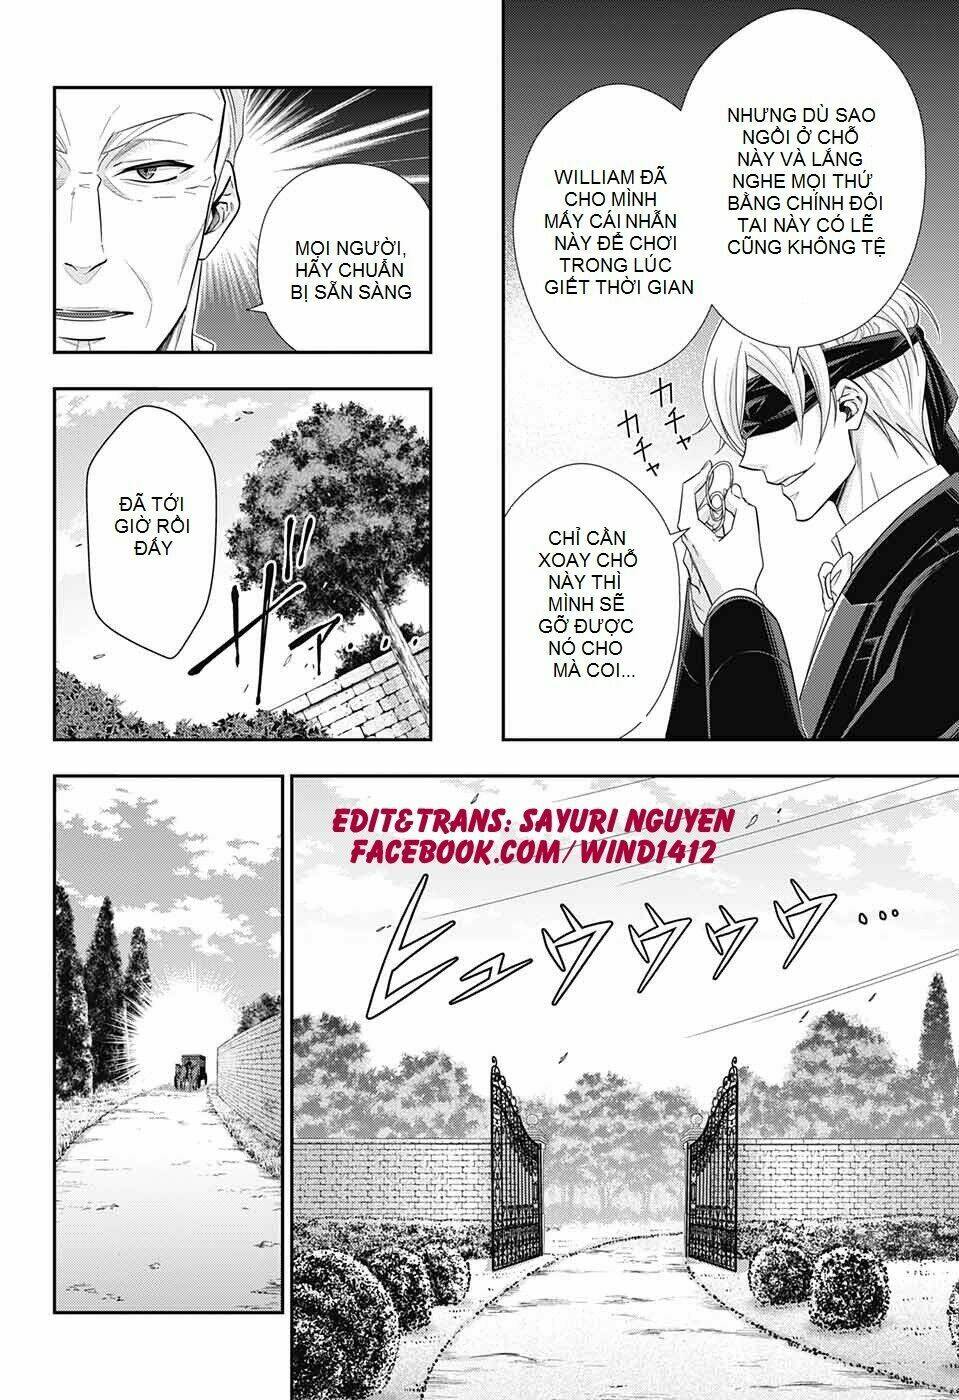 NHƯNG DÙ SAO
NGỒI Ở CHỖ
NÀY VÀ LẮNG
NGHE MỌI THỨ
BẰNG CHÍNH ĐÔI
TAI NÀY CÓ LẼ
CŨNG KHÔNG TỆ
WILLIAM ĐÃ
CHO MÌNH
MẤY CÁI NHẪN
NÀY ĐỂ CHƠI
TRONG LÚC
GIẾT THỜI GIAN
カチャ
カチャ
CHỈ CẦN
XOAY CHỖ
NÀY THÌ
MÌNH SẼ
GỠ ĐƯỢC
NÓ CHO
MÀ COI...
MỌI NGƯỜI,
HÃY CHUẨN
BỊ SẴN SÀNG
ĐÃ TỚI
GIỜ RỒI
ĐẤY
EDIT&TRANS: SAYURI NGUYEN
FACEBOOK.COM/WIND1412
ヒュウウウウ...